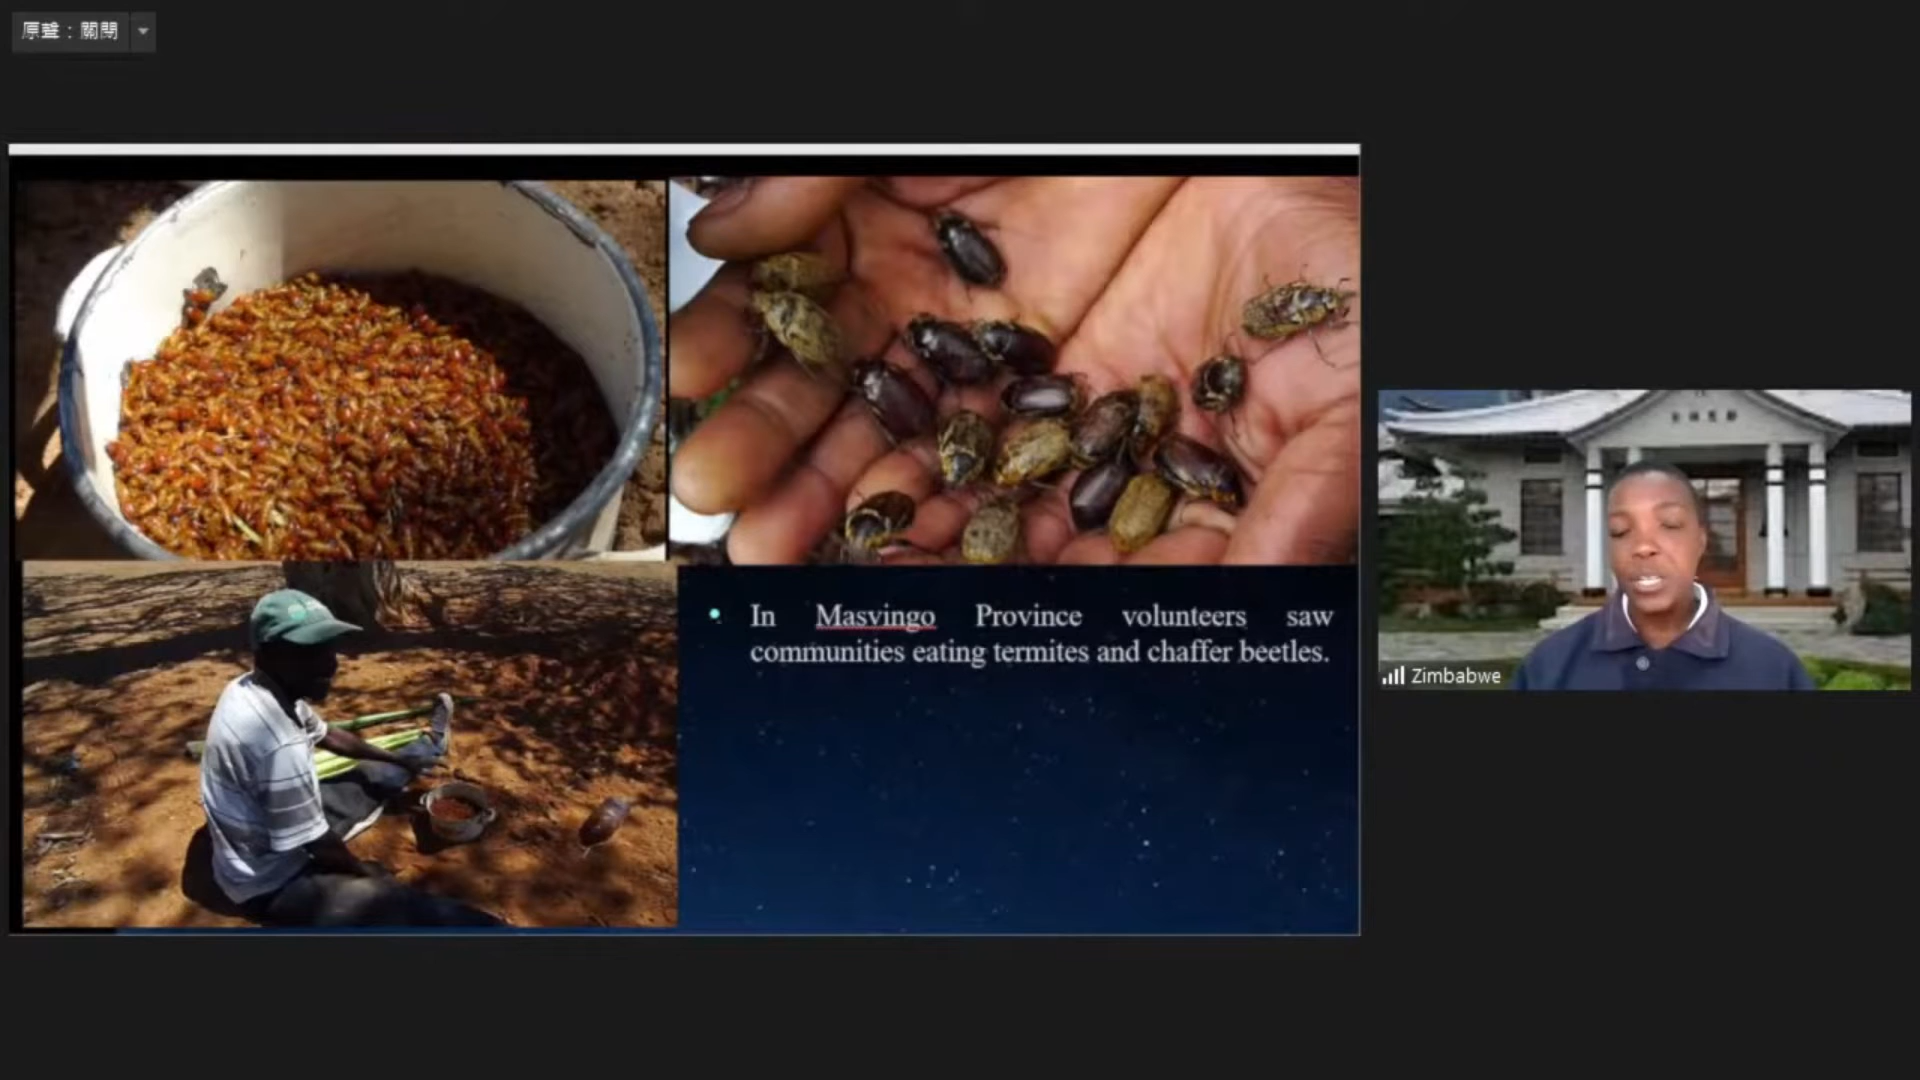 原聲：關閉
In Masvingo Province volunteers saw
communities eating termites and chaffer beetles.
Zimbabwe